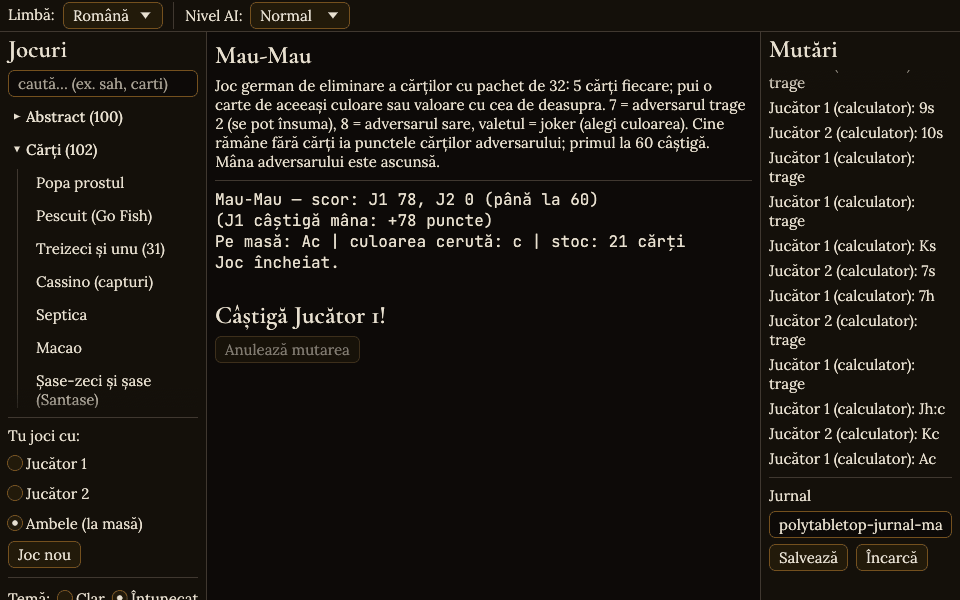 Limbă:
Română
Nivel AI:
Normal
Jocuri
caută... (ex. sah, carti)
Abstract (100)
Cărți (102)
Popa prostul
Pescuit (Go Fish)
Treizeci și unu (31)
Cassino (capturi)
Septica
Macao
Șase-zeci și șase
(Santase)
Tu joci cu:
Jucător 1
Jucător 2
Ambele (la masă)
Joc nou
Temă:
Clar
Întunecat
Mau-Mau
Joc german de eliminare a cărților cu pachet de 32: 5 cărți fiecare; pui o
carte de aceeași culoare sau valoare cu cea de deasupra. 7 = adversarul trage
2 (se pot însuma), 8 = adversarul sare, valetul = joker (alegi culoarea). Cine
rămâne fără cărți ia punctele cărților adversarului; primul la 60 câștigă.
Mâna adversarului este ascunsă.
Mau-Mau — scor: J1 78, J2 0 (până la 60)
(J1 câștigă mâna: +78 puncte)
Pe masă: Ac | culoarea cerută: c | stoc: 21 cărți
Joc încheiat.
Câștigă Jucător 1!
Anulează mutarea
Mutări
trage
Jucător 1 (calculator): 9s
Jucător 2 (calculator): 10s
Jucător 1 (calculator):
trage
Jucător 1 (calculator):
trage
Jucător 1 (calculator): Ks
Jucător 2 (calculator): 7s
Jucător 1 (calculator): 7h
Jucător 2 (calculator):
trage
Jucător 1 (calculator):
trage
Jucător 1 (calculator): Jh:c
Jucător 2 (calculator): Kc
Jucător 1 (calculator): Ac
Jurnal
polytabletop-jurnal-ma
Salvează
Încarcă